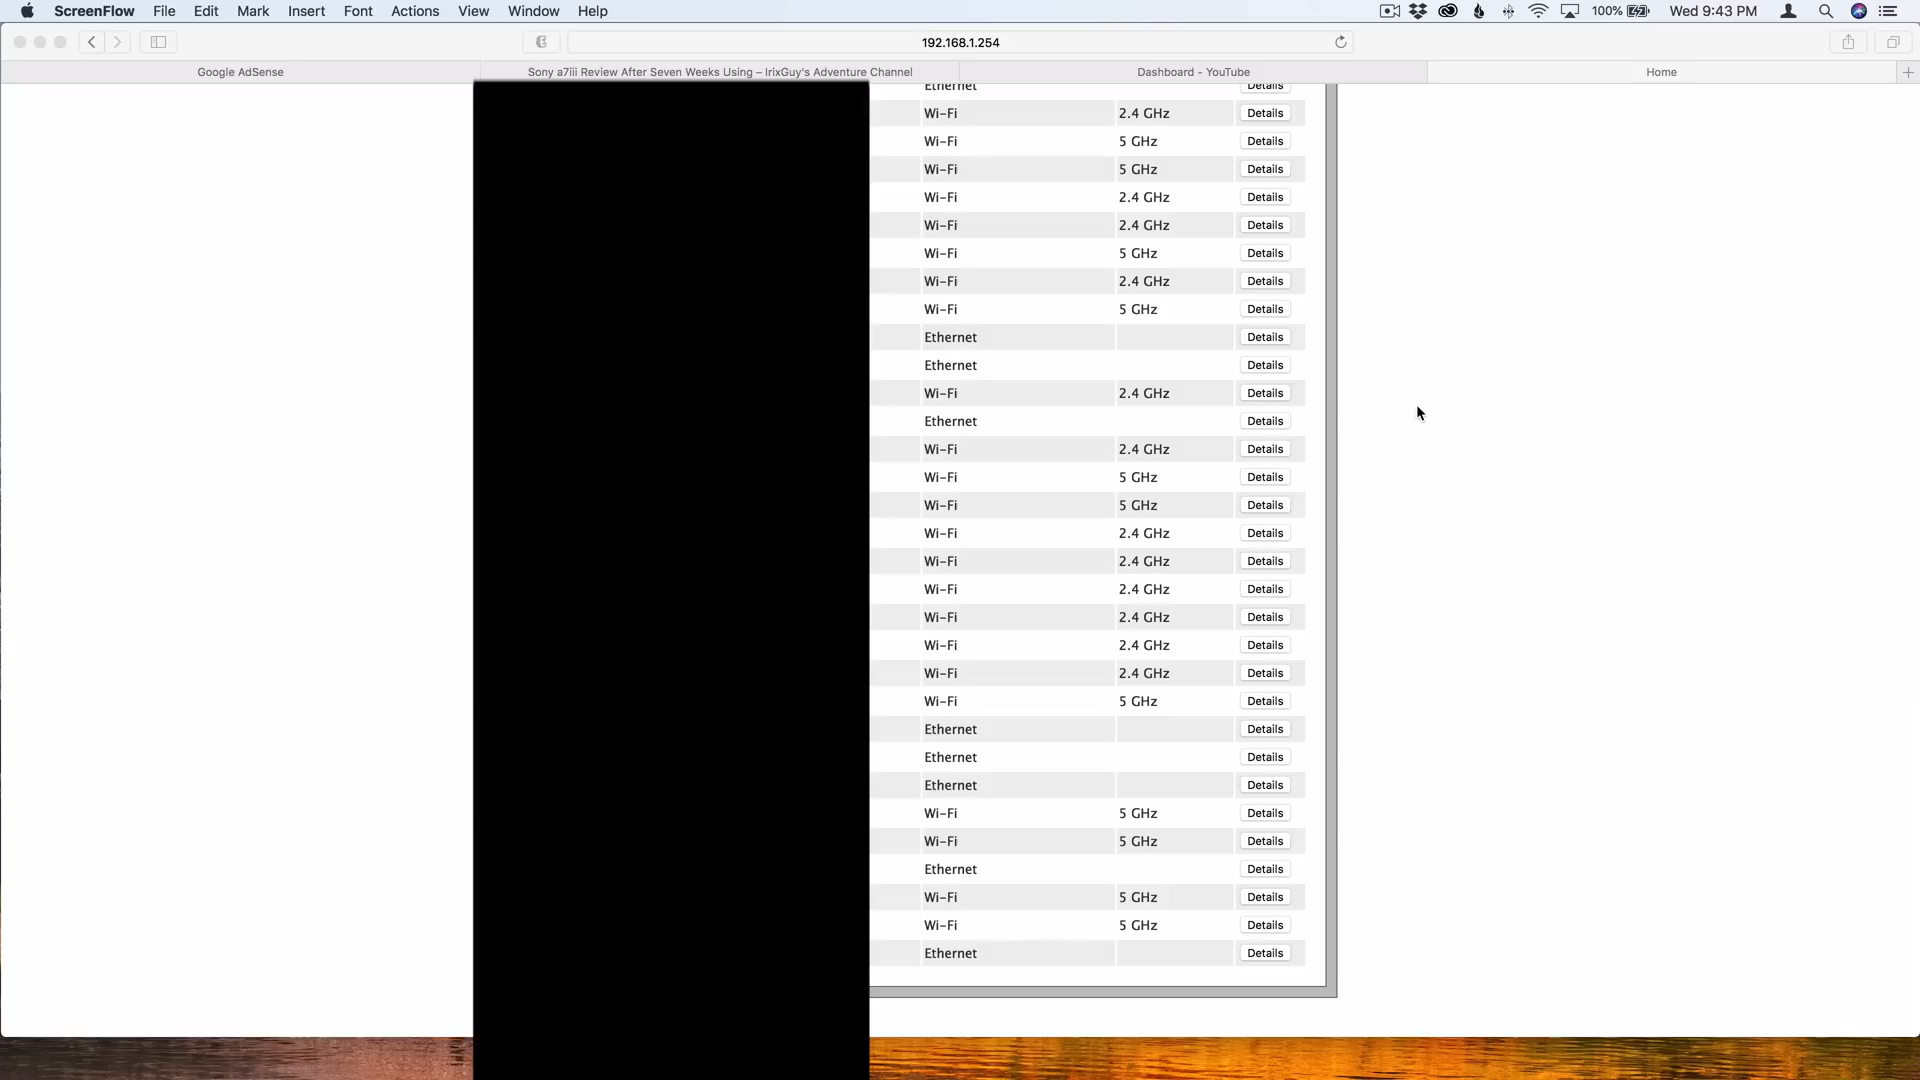 ScreenFlow File Edit Mark Insert Font Actions View Window Help 100% Wed 9:43 PM
192.168.1.254
Google AdSense Sony a7iii Review After Seven Weeks Using – IrixGuy's Adventure Channel Dashboard - YouTube Home
Ethernet Details
Wi-Fi 2.4 GHz Details
Wi-Fi 5 GHz Details
Wi-Fi 5 GHz Details
Wi-Fi 2.4 GHz Details
Wi-Fi 2.4 GHz Details
Wi-Fi 5 GHz Details
Wi-Fi 2.4 GHz Details
Wi-Fi 5 GHz Details
Ethernet Details
Ethernet Details
Wi-Fi 2.4 GHz Details
Ethernet Details
Wi-Fi 2.4 GHz Details
Wi-Fi 5 GHz Details
Wi-Fi 5 GHz Details
Wi-Fi 2.4 GHz Details
Wi-Fi 2.4 GHz Details
Wi-Fi 2.4 GHz Details
Wi-Fi 2.4 GHz Details
Wi-Fi 2.4 GHz Details
Wi-Fi 2.4 GHz Details
Wi-Fi 5 GHz Details
Ethernet Details
Ethernet Details
Ethernet Details
Wi-Fi 5 GHz Details
Wi-Fi 5 GHz Details
Ethernet Details
Wi-Fi 5 GHz Details
Wi-Fi 5 GHz Details
Ethernet Details